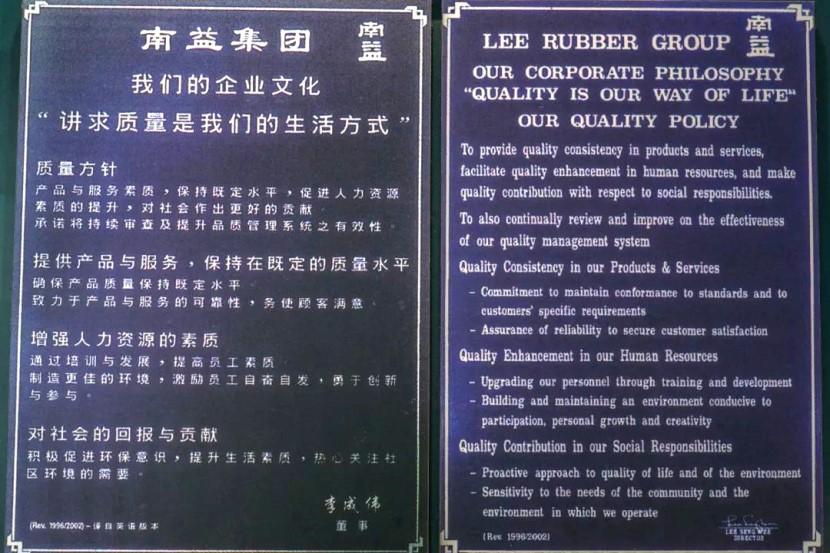 南益集团
南益
我们的企业文化
“讲求质量是我们的生活方式”
质量方针
产品与服务素质，保持既定水平，促进人力资源
素质的提升，对社会作出更好的贡献。
承诺将持续审查及提升品质管理系统之有效性。
提供产品与服务，保持在既定的质量水平
确保产品质量保持既定水平。
致力于产品与服务的可靠性，务使顾客满意。
增强人力资源的素质
通过培训与发展，提高员工素质。
制造更佳的环境，激励员工自奋自发，勇于创新
与参与。
对社会的回报与贡献
积极促进环保意识，提升生活素质，热心关注社
区环境的需要。
李成伟
董事
(Rev. 1996/2002) - 译自英语版本
LEE RUBBER GROUP
南益
OUR CORPORATE PHILOSOPHY
"QUALITY IS OUR WAY OF LIFE"
OUR QUALITY POLICY
To provide quality consistency in products and services,
facilitate quality enhancement in human resources, and make
quality contribution with respect to social responsibilities.
To also continually review and improve on the effectiveness
of our quality management system
Quality Consistency in our Products & Services
- Commitment to maintain conformance to standards and to
customers' specific requirements
- Assurance of reliability to secure customer satisfaction
Quality Enhancement in our Human Resources
- Upgrading our personnel through training and development
- Building and maintaining an environment conducive to
participation, personal growth and creativity
Quality Contribution in our Social Responsibilities
- Proactive approach to quality of life and of the environment
- Sensitivity to the needs of the community and the
environment in which we operate
LEE SENG WEE
DIRECTOR
(Rev. 1996/2002)